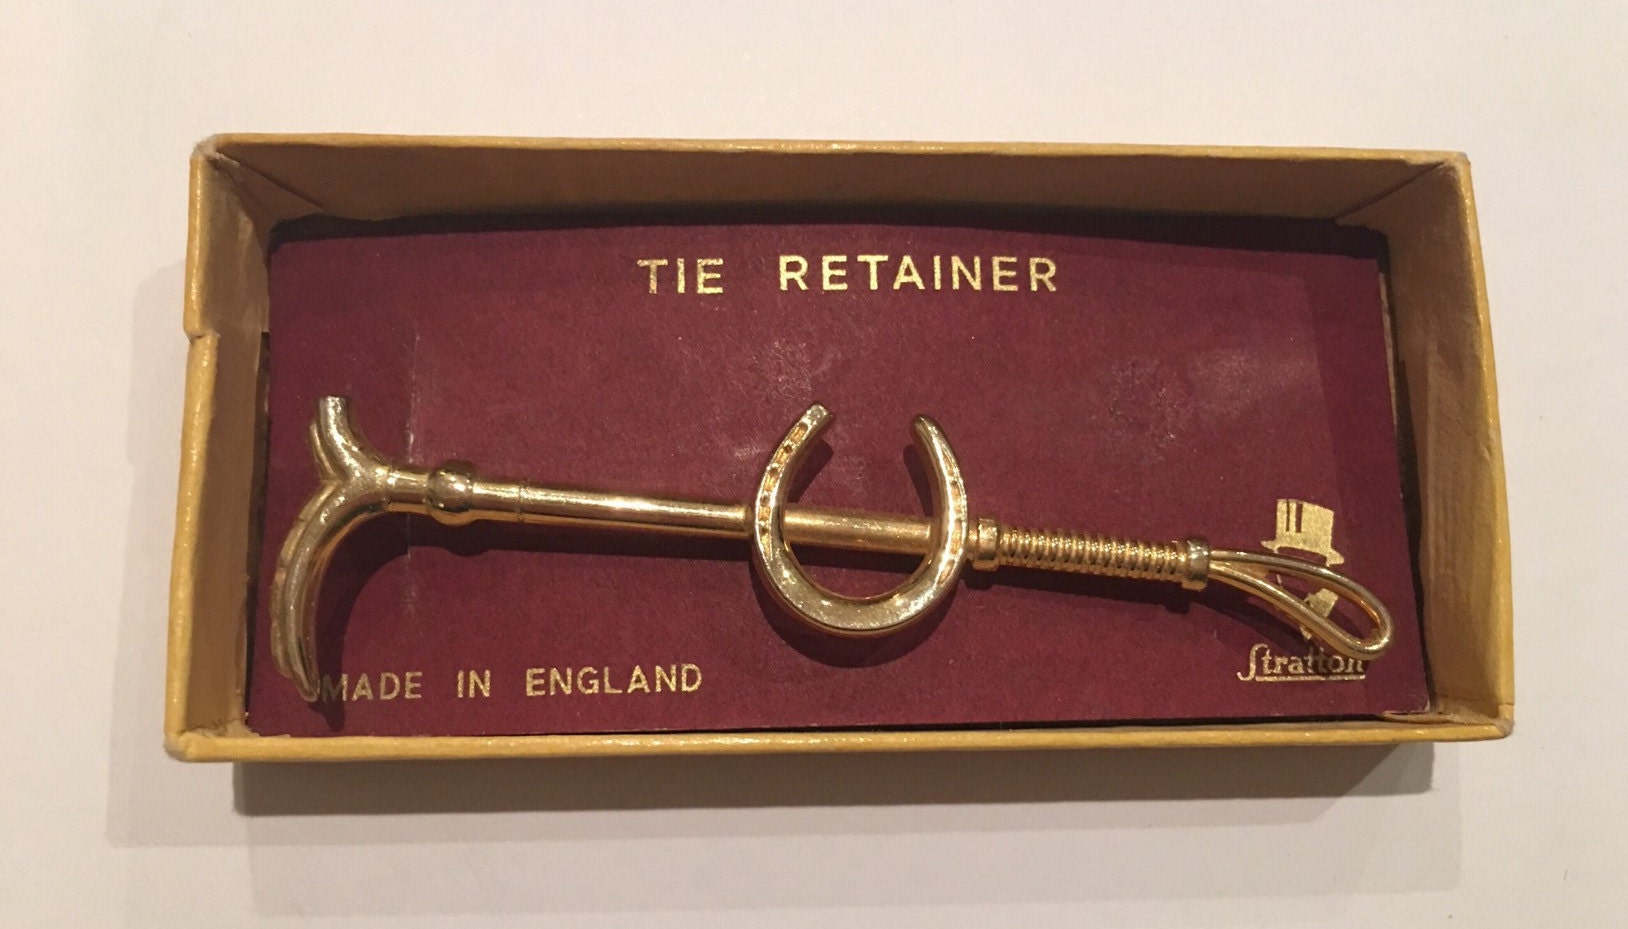 TIE RETAINER
MADE IN ENGLAND
Stratton